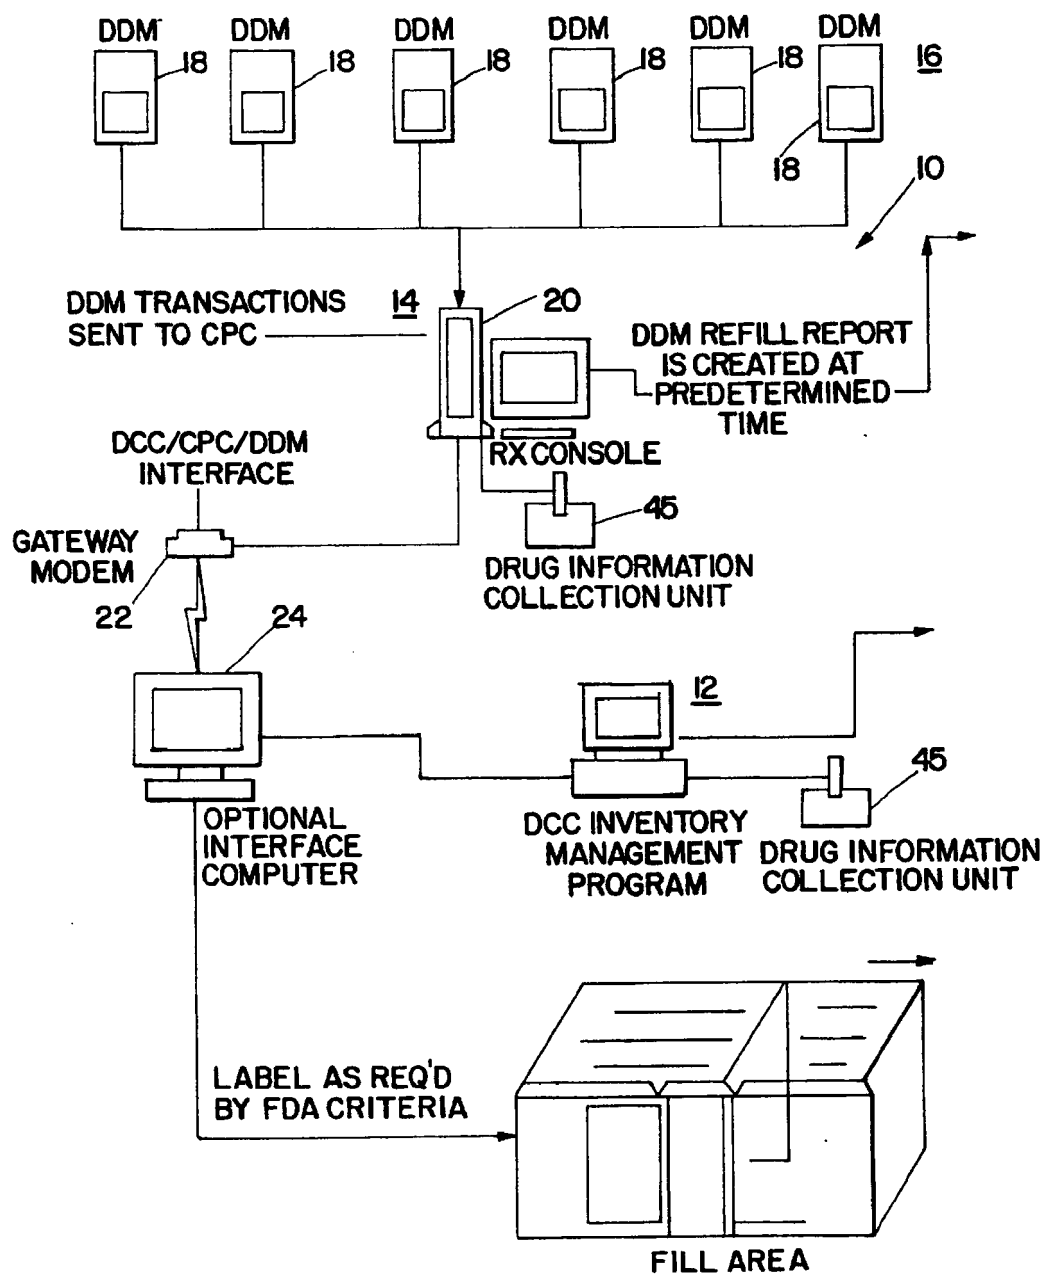 DDM DDM DDM DDM DDM DDM
18 18 18 18 18 16
18
10
DDM TRANSACTIONS
SENT TO CPC
14 20
DDM REFILL REPORT
IS CREATED AT
PREDETERMINED
TIME
RX CONSOLE
DCC/CPC/DDM
INTERFACE
45
GATEWAY
MODEM
DRUG INFORMATION
COLLECTION UNIT
22 24
12
45
OPTIONAL
INTERFACE
COMPUTER
DCC INVENTORY
MANAGEMENT
PROGRAM
DRUG INFORMATION
COLLECTION UNIT
LABEL AS REQ'D
BY FDA CRITERIA
FILL AREA